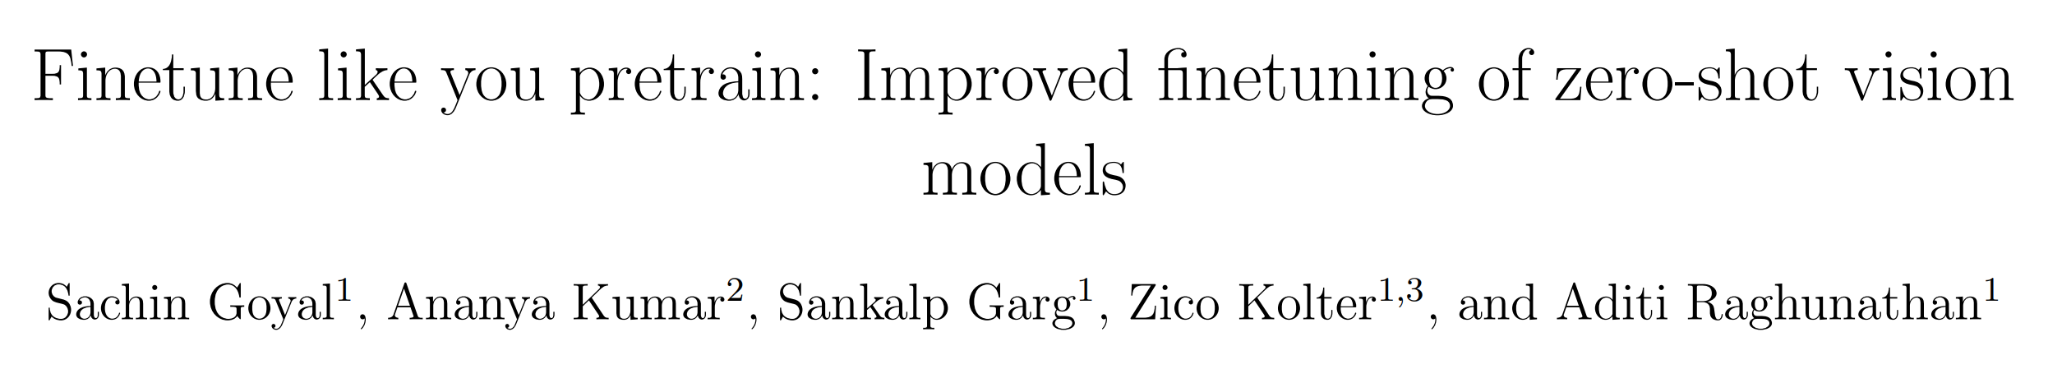 Finetune like you pretrain: Improved finetuning of zero-shot vision
models
Sachin Goyal¹, Ananya Kumar², Sankalp Garg¹, Zico Kolter¹,³, and Aditi Raghunathan¹